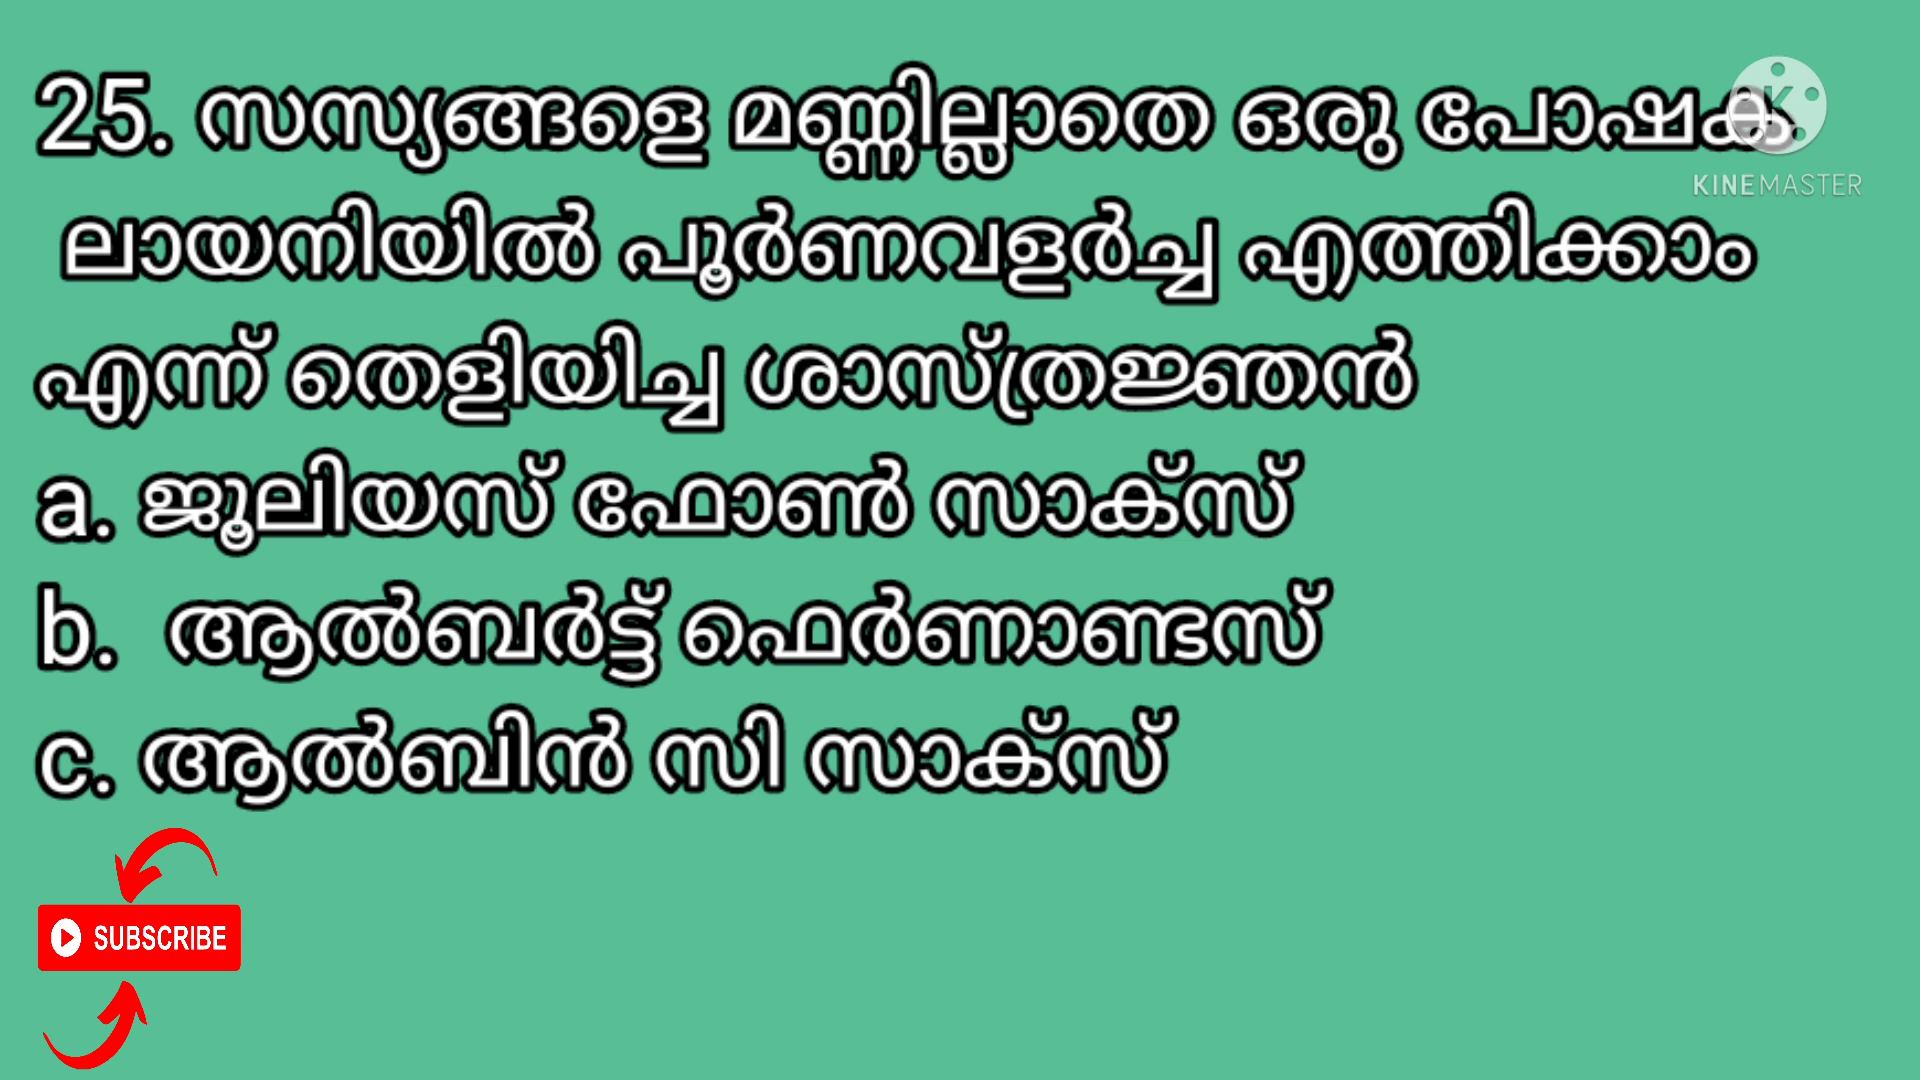 25. സസ്യങ്ങളെ മണ്ണില്ലാതെ ഒരു പോഷക
ലായനിയിൽ പൂർണവളർച്ച എത്തിക്കാം
എന്ന് തെളിയിച്ച ശാസ്ത്രജ്ഞൻ
a. ജൂലിയസ് ഫോൺ സാക്സ്
b. ആൽബർട്ട് ഫെർണാണ്ടസ്
c. ആൽബിൻ സി സാക്സ്
K
KINEMASTER
SUBSCRIBE